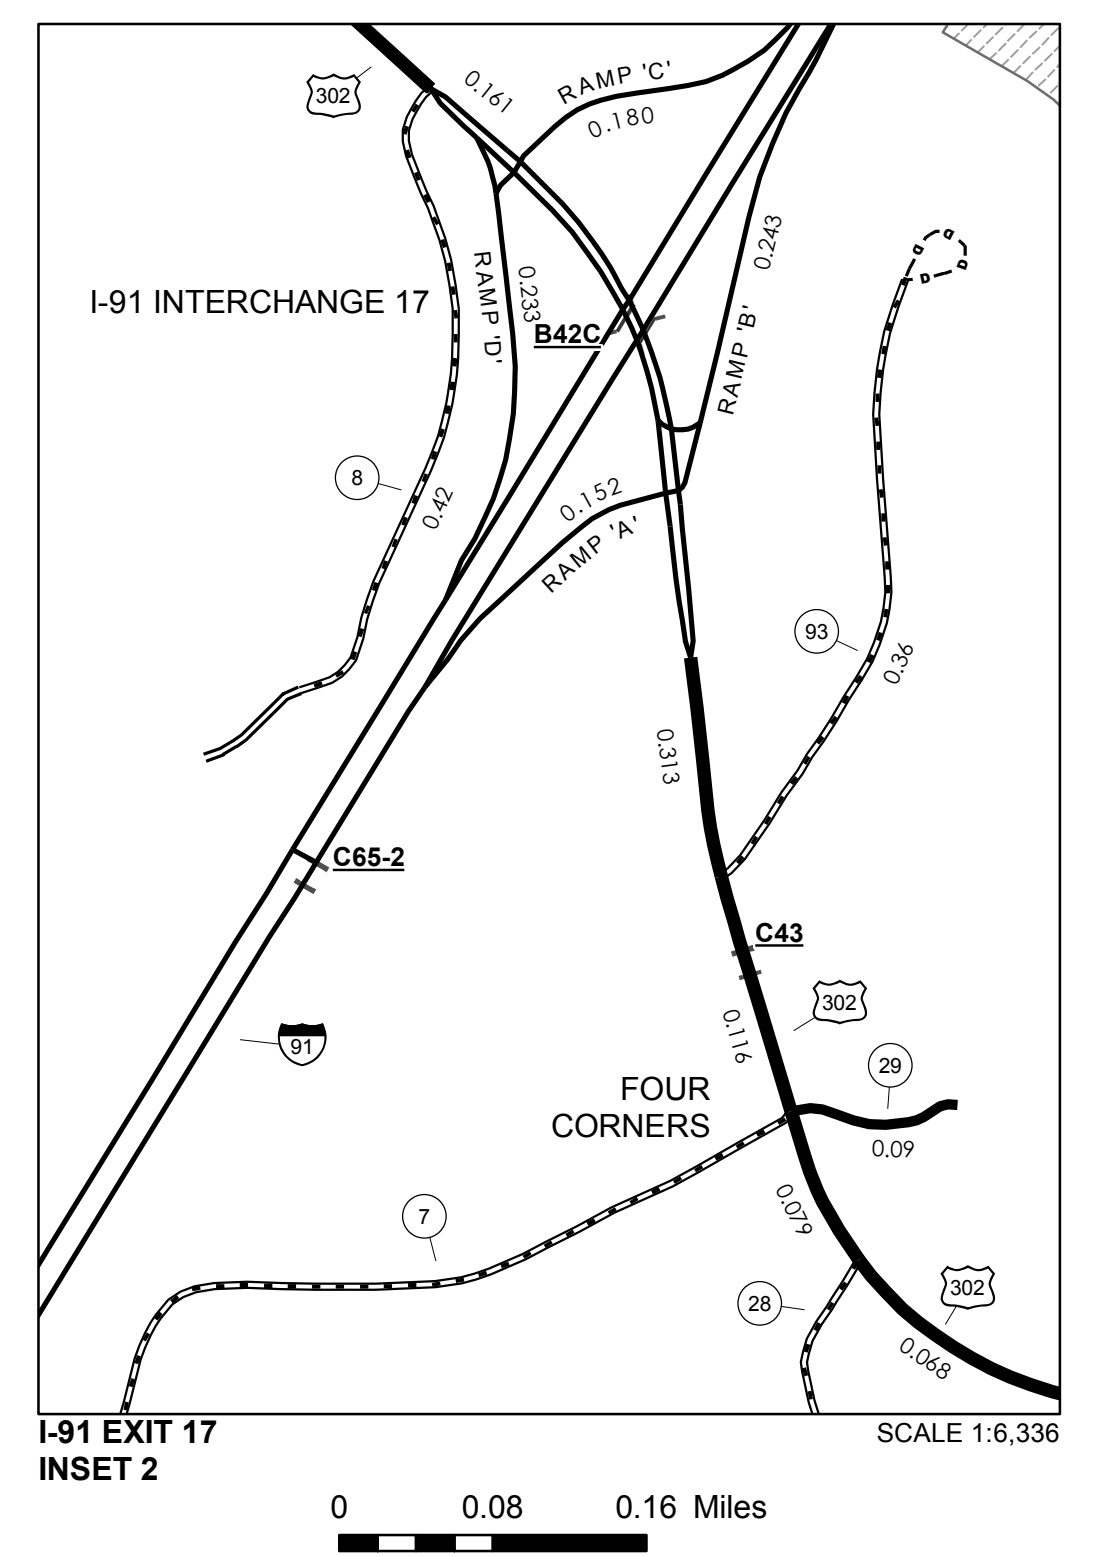 302
0.161
RAMP 'C'
0.180
0.243
D
D
D
D
I-91 INTERCHANGE 17
RAMP 'D'
0.233
B42C
RAMP 'B'
8
0.42
0.152
RAMP 'A'
93
0.36
0.313
C65-2
C43
302
91
0.116
29
FOUR
CORNERS
0.09
7
0.079
28
302
0.068
I-91 EXIT 17
INSET 2
SCALE 1:6,336
0 0.08 0.16 Miles